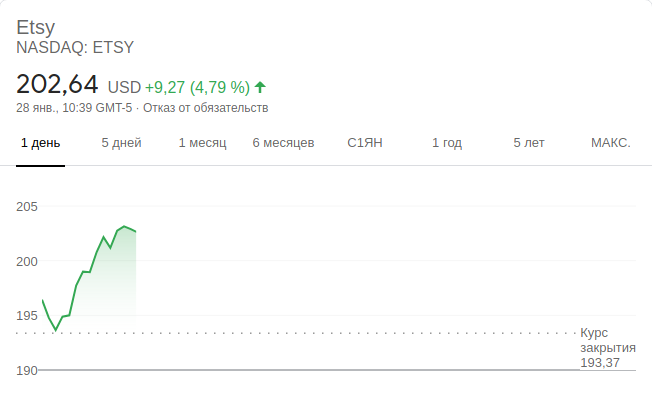 Etsy
NASDAQ: ETSY
202,64 USD +9,27 (4,79 %)
28 янв., 10:39 GMT-5 · Отказ от обязательств
1 день 5 дней 1 месяц 6 месяцев С1ЯН 1 год 5 лет МАКС.
205
200
195
Курс
закрытия
193,37
190